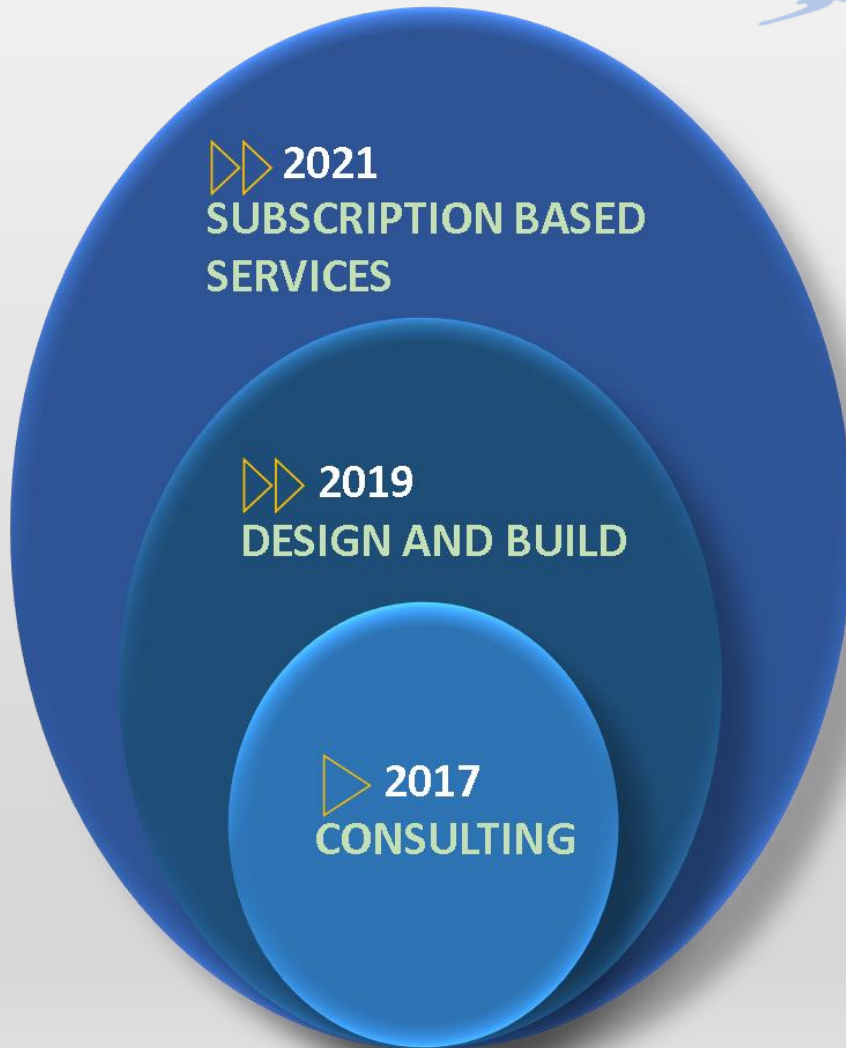 2021
SUBSCRIPTION BASED
SERVICES
2019
DESIGN AND BUILD
2017
CONSULTING